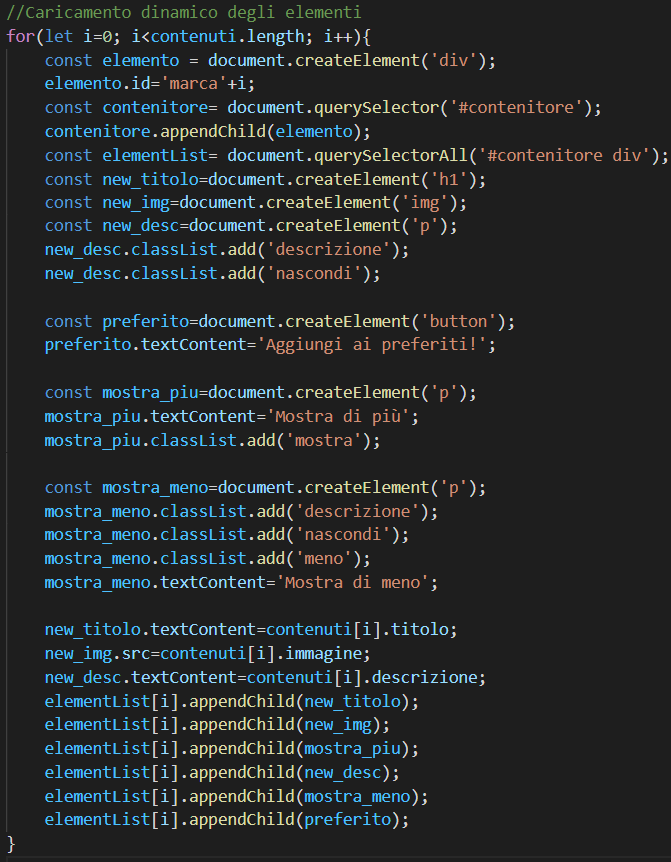 //Caricamento dinamico degli elementi
for(let i=0; i<contenuti.length; i++){
    const elemento = document.createElement('div');
    elemento.id='marca'+i;
    const contenitore= document.querySelector('#contenitore');
    contenitore.appendChild(elemento);
    const elementList= document.querySelectorAll('#contenitore div');
    const new_titolo=document.createElement('h1');
    const new_img=document.createElement('img');
    const new_desc=document.createElement('p');
    new_desc.classList.add('descrizione');
    new_desc.classList.add('nascondi');

    const preferito=document.createElement('button');
    preferito.textContent='Aggiungi ai preferiti!';

    const mostra_piu=document.createElement('p');
    mostra_piu.textContent='Mostra di più';
    mostra_piu.classList.add('mostra');

    const mostra_meno=document.createElement('p');
    mostra_meno.classList.add('descrizione');
    mostra_meno.classList.add('nascondi');
    mostra_meno.classList.add('meno');
    mostra_meno.textContent='Mostra di meno';

    new_titolo.textContent=contenuti[i].titolo;
    new_img.src=contenuti[i].immagine;
    new_desc.textContent=contenuti[i].descrizione;
    elementList[i].appendChild(new_titolo);
    elementList[i].appendChild(new_img);
    elementList[i].appendChild(mostra_piu);
    elementList[i].appendChild(new_desc);
    elementList[i].appendChild(mostra_meno);
    elementList[i].appendChild(preferito);
}